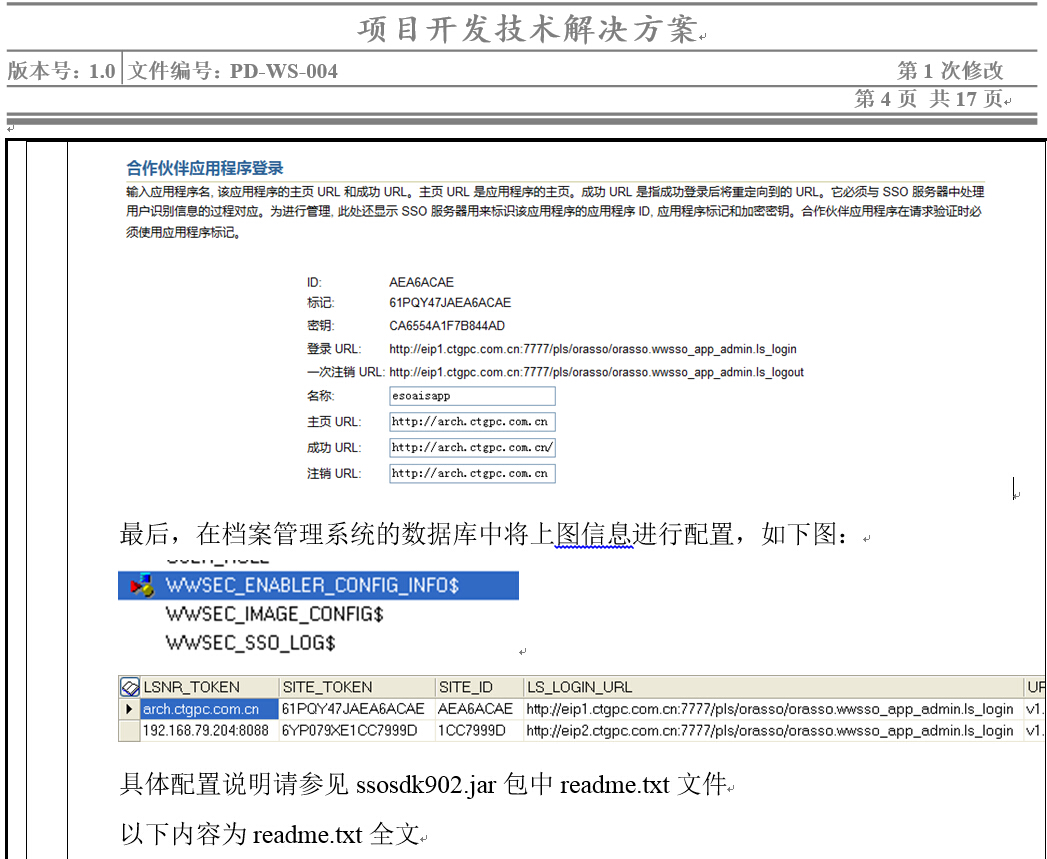 项目开发技术解决方案
版本号：1.0 文件编号：PD-WS-004 第 1 次修改
第 4 页 共 17 页
合作伙伴应用程序登录
输入应用程序名, 该应用程序的主页 URL 和成功 URL。主页 URL 是应用程序的主页。成功 URL 是指成功登录后将重定向到的 URL。它必须与 SSO 服务器中处理
用户识别信息的过程对应。为进行管理, 此处还显示 SSO 服务器用来标识该应用程序的应用程序 ID, 应用程序标记和加密密钥。合作伙伴应用程序在请求验证时必
须使用应用程序标记。
ID: AEA6ACAE
标记: 61PQY47JAEA6ACAE
密钥: CA6554A1F7B844AD
登录 URL: http://eip1.ctgpc.com.cn:7777/pls/orasso/orasso.wwsso_app_admin.ls_login
一次注销 URL: http://eip1.ctgpc.com.cn:7777/pls/orasso/orasso.wwsso_app_admin.ls_logout
名称: esoaisapp
主页 URL: http://arch.ctgpc.com.cn
成功 URL: http://arch.ctgpc.com.cn/
注销 URL: http://arch.ctgpc.com.cn
最后，在档案管理系统的数据库中将上图信息进行配置，如下图：
WWSEC_ENABLER_CONFIG_INFO$
WWSEC_IMAGE_CONFIG$
WWSEC_SSO_LOG$
LSNR_TOKEN SITE_TOKEN SITE_ID LS_LOGIN_URL UR
arch.ctgpc.com.cn 61PQY47JAEA6ACAE AEA6ACAE http://eip1.ctgpc.com.cn:7777/pls/orasso/orasso.wwsso_app_admin.ls_login v1.
192.168.79.204:8088 6YP079XE1CC7999D 1CC7999D http://eip2.ctgpc.com.cn:7777/pls/orasso/orasso.wwsso_app_admin.ls_login v1.
具体配置说明请参见 ssosdk902.jar 包中 readme.txt 文件
以下内容为 readme.txt 全文